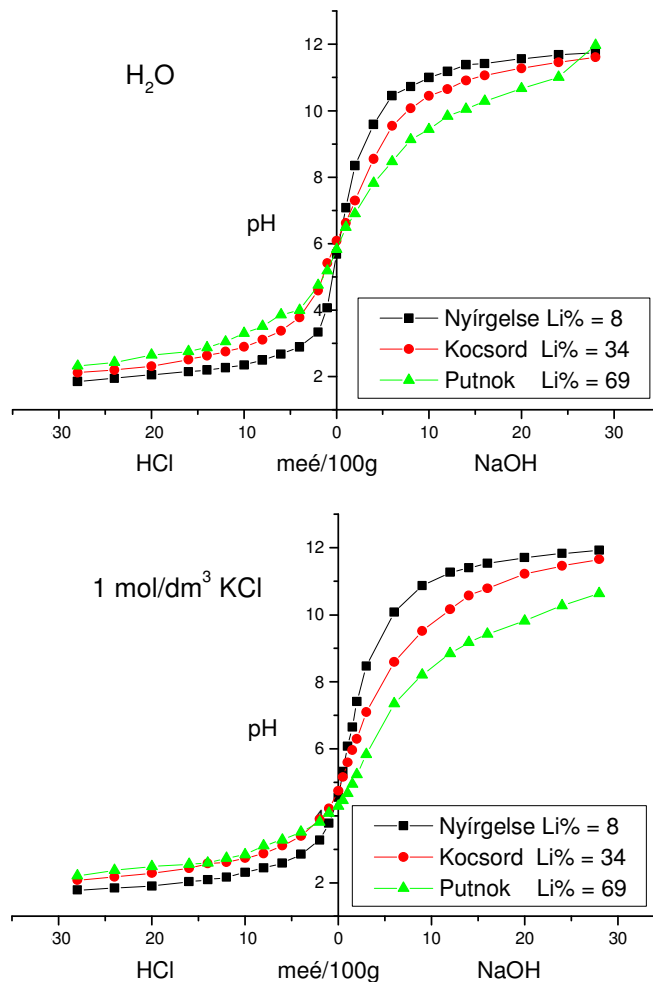 12
H₂O
10
8
pH
6
4
Nyírgelse Li% = 8
Kocsord Li% = 34
2
Putnok Li% = 69
30 20 10 0 10 20 30
HCl meé/100g NaOH
12
1 mol/dm³ KCl
10
8
pH
6
4
Nyírgelse Li% = 8
Kocsord Li% = 34
2
Putnok Li% = 69
30 20 10 0 10 20 30
HCl meé/100g NaOH